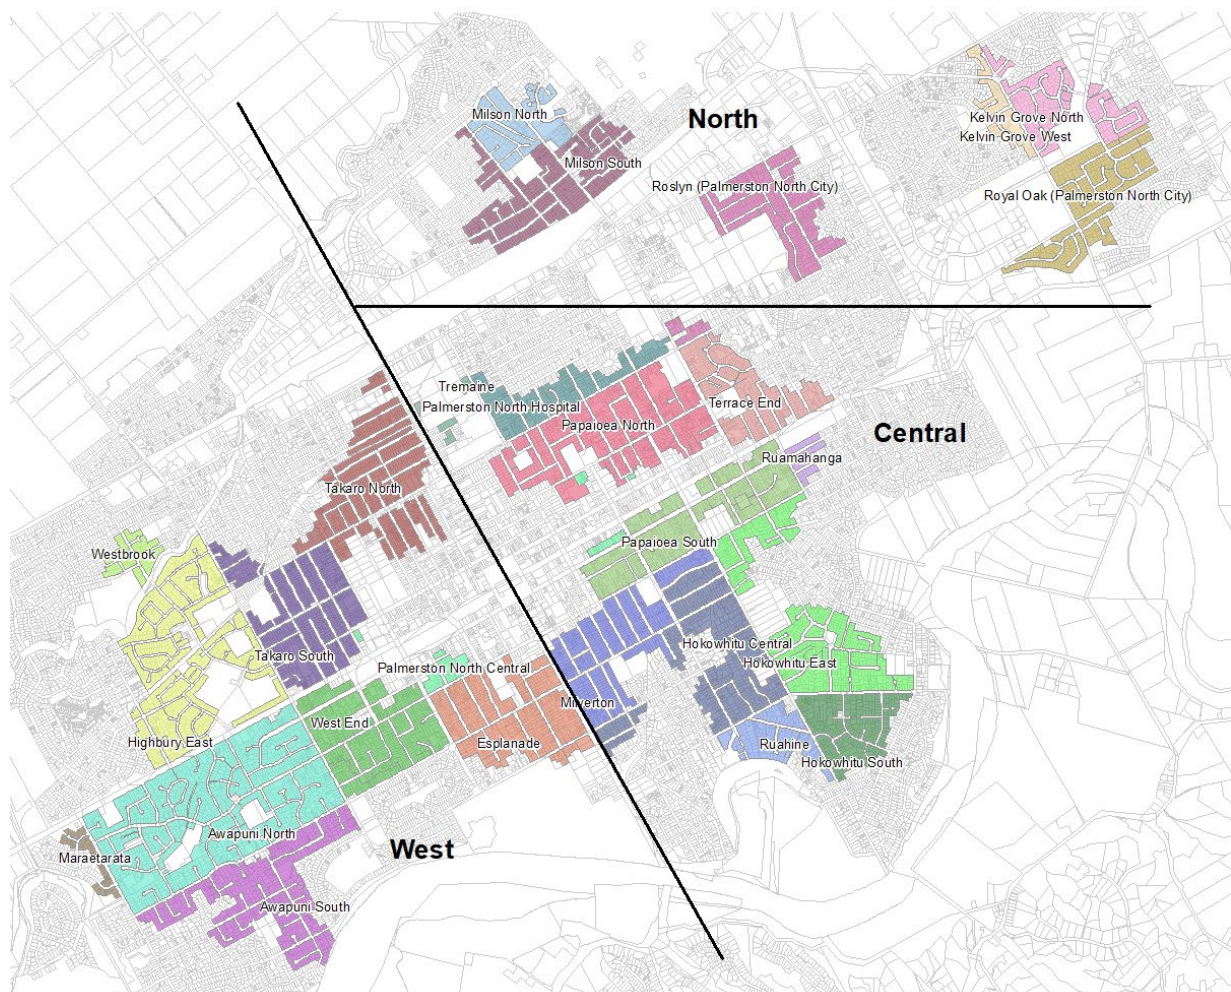 Milson North
North
Kelvin Grove North
Kelvin Grove West
Milson South
Roslyn (Palmerston North City)
Royal Oak (Palmerston North City)
Tremaine
Palmerston North Hospital
Terrace End
Papaioea North
Central
Ruamahanga
Takaro North
Papaioea South
Westbrook
Hokowhitu Central
Takaro South
Palmerston North Central
Hokowhitu East
Milverton
West End
Highbury East
Esplanade
Ruahine
Hokowhitu South
Awapuni North
West
Maraetarata
Awapuni South